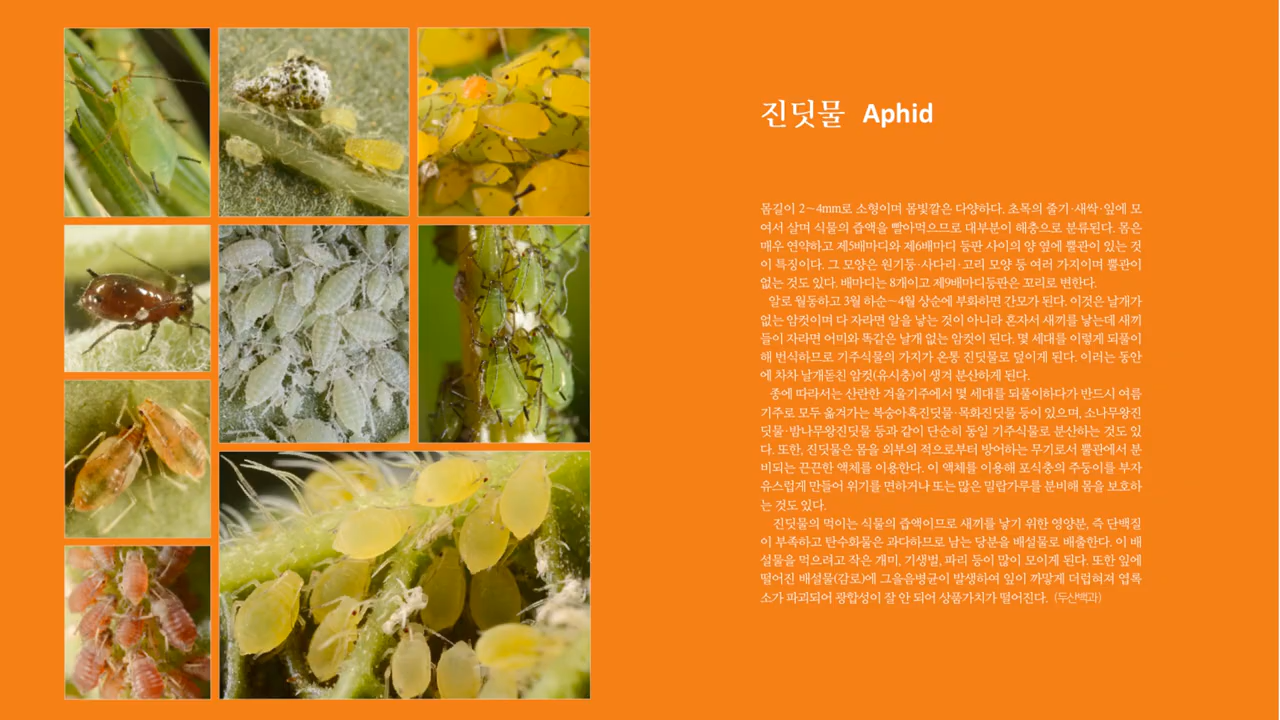 진딧물 Aphid
몸길이 2~4mm로 소형이며 몸빛깔은 다양하다. 초목의 줄기·새싹·잎에 모
여서 살며 식물의 즙액을 빨아먹으므로 대부분이 해충으로 분류된다. 몸은
매우 연약하고 제5배마디와 제6배마디 등판 사이의 양 옆에 뿔관이 있는 것
이 특징이다. 그 모양은 원기둥·사다리·고리 모양 등 여러 가지이며 뿔관이
없는 것도 있다. 배마디는 8개이고 제9배마디등판은 꼬리로 변한다.
알로 월동하고 3월 하순~4월 상순에 부화하면 간모가 된다. 이것은 날개가
없는 암컷이며 다 자라면 알을 낳는 것이 아니라 혼자서 새끼를 낳는데 새끼
들이 자라면 어미와 똑같은 날개 없는 암컷이 된다. 몇 세대를 이렇게 되풀이
해 번식하므로 기주식물의 가지가 온통 진딧물로 덮이게 된다. 이러는 동안
에 차차 날개돋친 암컷(유시충)이 생겨 분산하게 된다.
종에 따라서는 산란한 겨울기주에서 몇 세대를 되풀이하다가 반드시 여름
기주로 모두 옮겨가는 복숭아혹진딧물·목화진딧물 등이 있으며, 소나무왕진
딧물·밤나무왕진딧물 등과 같이 단순히 동일 기주식물로 분산하는 것도 있
다. 또한, 진딧물은 몸을 외부의 적으로부터 방어하는 무기로서 뿔관에서 분
비되는 끈끈한 액체를 이용한다. 이 액체를 이용해 포식충의 주둥이를 부자
유스럽게 만들어 위기를 면하거나 또는 많은 밀랍가루를 분비해 몸을 보호하
는 것도 있다.
진딧물의 먹이는 식물의 즙액이므로 새끼를 낳기 위한 영양분, 즉 단백질
이 부족하고 탄수화물은 과다하므로 남는 당분을 배설물로 배출한다. 이 배
설물을 먹으려고 작은 개미, 기생벌, 파리 등이 많이 모이게 된다. 또한 잎에
떨어진 배설물(감로)에 그을음병균이 발생하여 잎이 까맣게 더럽혀져 엽록
소가 파괴되어 광합성이 잘 안 되어 상품가치가 떨어진다. (두산백과)